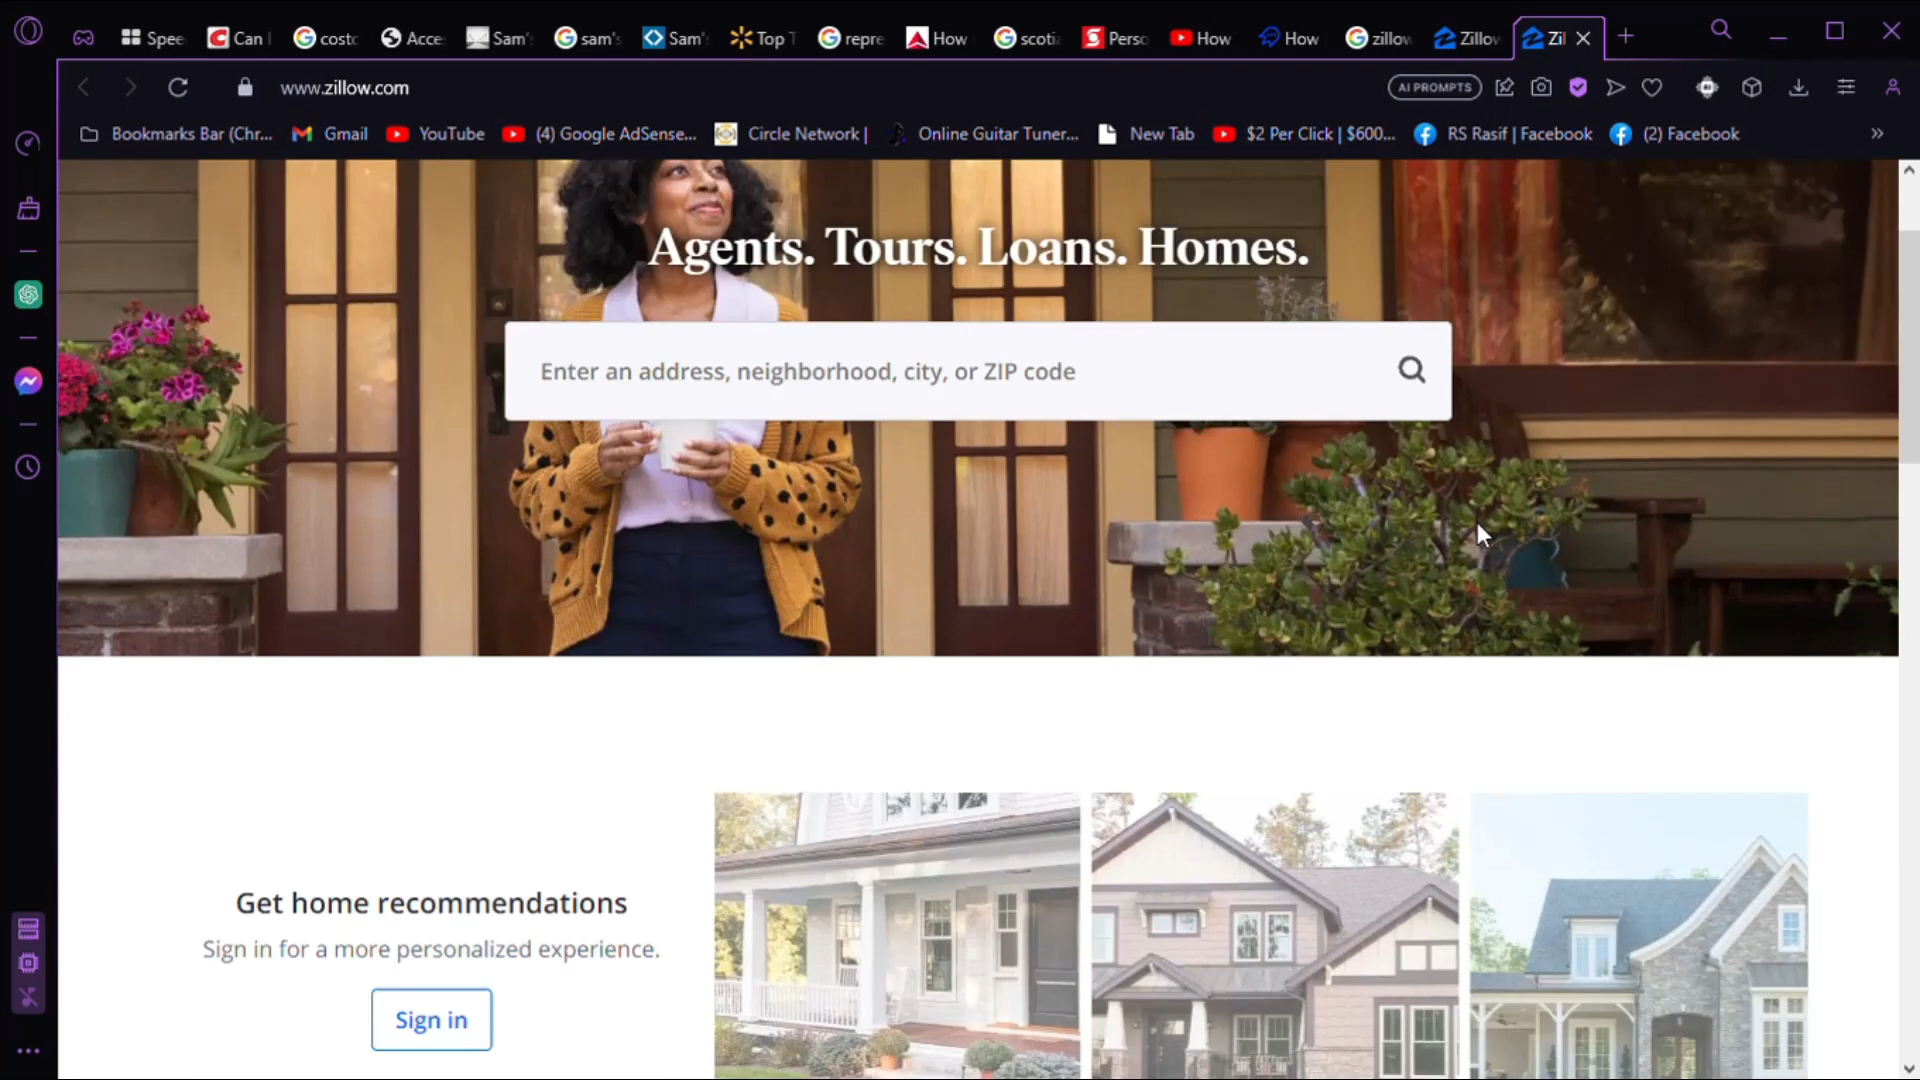 Spee
Can I
costc
Acce
Sam'
sam's
Sam'
Top T
repre
How
scoti
Perso
How
How
zillow
Zillow
Zil
www.zillow.com
AI PROMPTS
Bookmarks Bar (Chr...
Gmail
YouTube
(4) Google AdSense...
Circle Network |
Online Guitar Tuner...
New Tab
$2 Per Click | $600...
RS Rasif | Facebook
(2) Facebook
Agents. Tours. Loans. Homes.
Enter an address, neighborhood, city, or ZIP code
Get home recommendations
Sign in for a more personalized experience.
Sign in